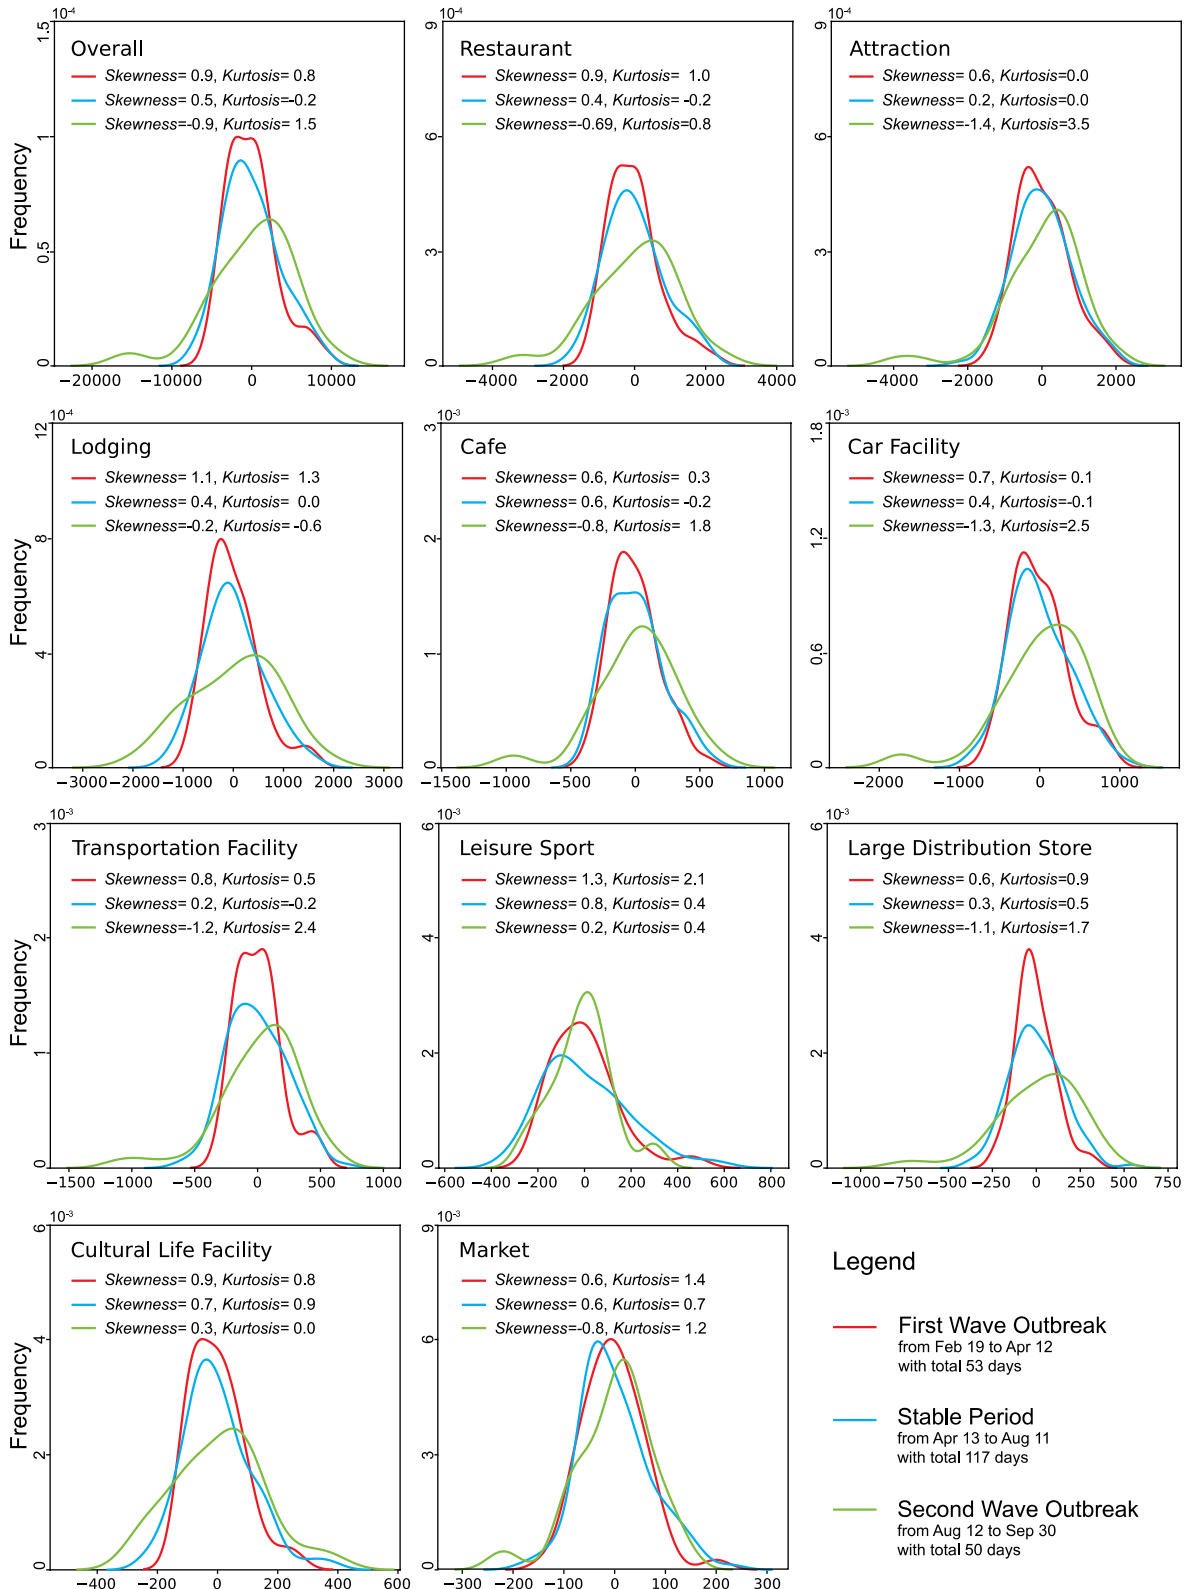 10-4
1.5
Overall
Skewness= 0.9, Kurtosis= 0.8
Skewness= 0.5, Kurtosis=-0.2
Skewness=-0.9, Kurtosis= 1.5
1
0.5
0
Frequency
−20000 −10000 0 10000
10-4
9
Restaurant
Skewness= 0.9, Kurtosis= 1.0
Skewness= 0.4, Kurtosis= -0.2
Skewness=-0.69, Kurtosis=0.8
6
3
0
−4000 −2000 0 2000 4000
10-4
9
Attraction
Skewness= 0.6, Kurtosis=0.0
Skewness= 0.2, Kurtosis=0.0
Skewness=-1.4, Kurtosis=3.5
6
3
0
−4000 −2000 0 2000
10-4
12
Lodging
Skewness= 1.1, Kurtosis= 1.3
Skewness= 0.4, Kurtosis= 0.0
Skewness=-0.2, Kurtosis= -0.6
8
4
0
Frequency
−3000 −2000 −1000 0 1000 2000 3000
10-3
3
Cafe
Skewness= 0.6, Kurtosis= 0.3
Skewness= 0.6, Kurtosis= -0.2
Skewness=-0.8, Kurtosis= 1.8
2
1
0
−1500 −1000 −500 0 500 1000
10-3
1.8
Car Facility
Skewness= 0.7, Kurtosis= 0.1
Skewness= 0.4, Kurtosis=-0.1
Skewness=-1.3, Kurtosis=2.5
1.2
0.6
0
−2000 −1000 0 1000
10-3
3
Transportation Facility
Skewness= 0.8, Kurtosis= 0.5
Skewness= 0.2, Kurtosis=-0.2
Skewness=-1.2, Kurtosis= 2.4
2
1
0
Frequency
−1500 −1000 −500 0 500 1000
10-3
6
Leisure Sport
Skewness= 1.3, Kurtosis= 2.1
Skewness= 0.8, Kurtosis= 0.4
Skewness= 0.2, Kurtosis= 0.4
4
2
0
−600 −400 −200 0 200 400 600 800
10-3
6
Large Distribution Store
Skewness= 0.6, Kurtosis=0.9
Skewness= 0.3, Kurtosis=0.5
Skewness=-1.1, Kurtosis=1.7
4
2
0
−1000 −750 −500 −250 0 250 500 750
10-3
6
Cultural Life Facility
Skewness= 0.9, Kurtosis= 0.8
Skewness= 0.7, Kurtosis= 0.9
Skewness= 0.3, Kurtosis=0.0
4
2
0
Frequency
−400 −200 0 200 400 600
10-3
9
Market
Skewness= 0.6, Kurtosis= 1.4
Skewness= 0.6, Kurtosis= 0.7
Skewness=-0.8, Kurtosis= 1.2
6
3
0
−300 −200 −100 0 100 200 300
Legend
First Wave Outbreak
from Feb 19 to Apr 12
with total 53 days
Stable Period
from Apr 13 to Aug 11
with total 117 days
Second Wave Outbreak
from Aug 12 to Sep 30
with total 50 days